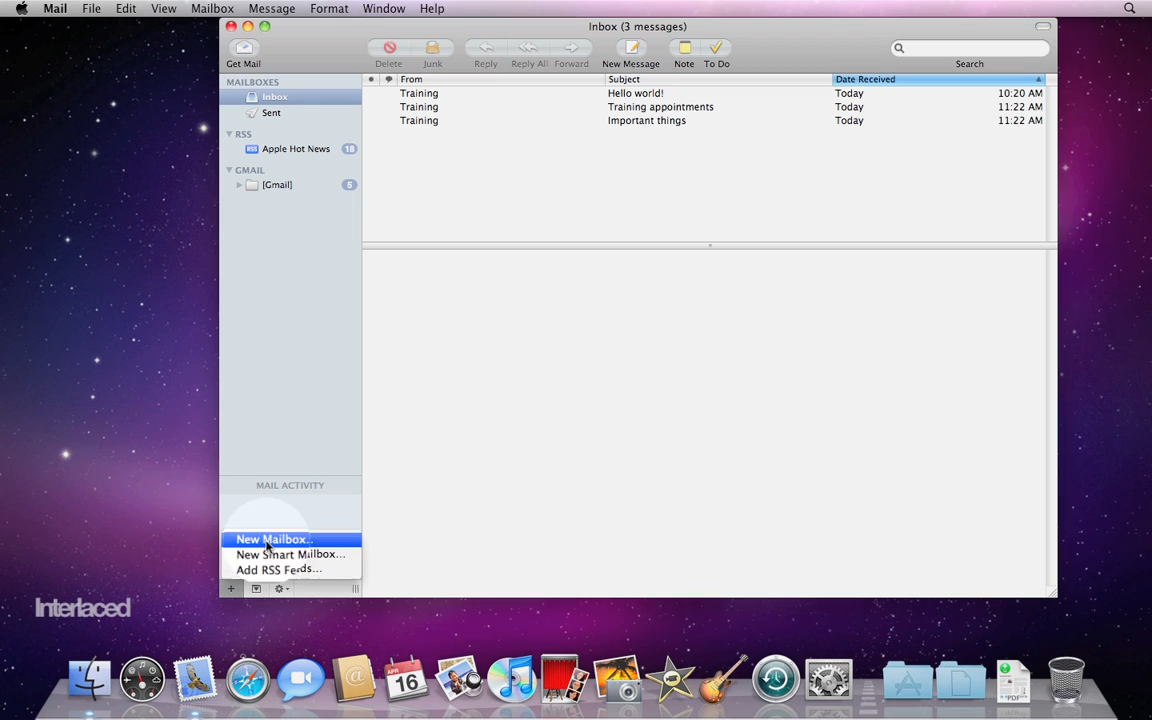 Mail File Edit View Mailbox Message Format Window Help
Inbox (3 messages)
Get Mail Delete Junk Reply Reply All Forward New Message Note To Do Search
MAILBOXES
Inbox
Sent
RSS
Apple Hot News 18
GMAIL
[Gmail] 5
From Subject Date Received
Training Hello world! Today 10:20 AM
Training Training appointments Today 11:22 AM
Training Important things Today 11:22 AM
MAIL ACTIVITY
New Mailbox...
New Smart Mailbox...
Add RSS Feeds...
Interlaced
APR
16
PDF